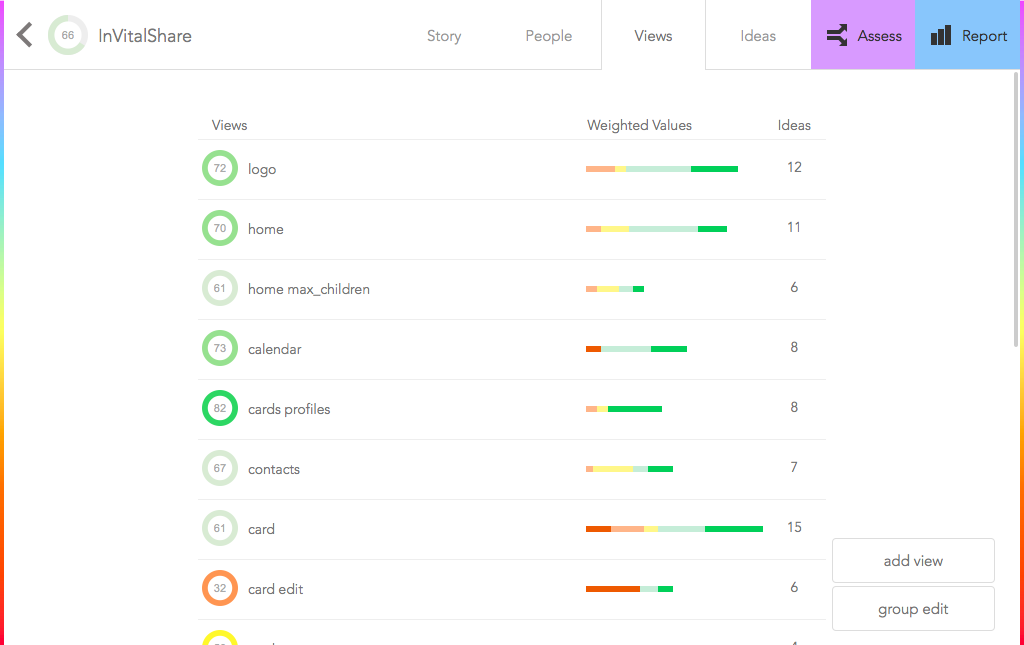 66 InVitalShare Story People Views Ideas Assess Report
Views Weighted Values Ideas
72 logo 12
70 home 11
61 home max_children 6
73 calendar 8
82 cards profiles 8
67 contacts 7
61 card 15
32 card edit 6
add view
group edit